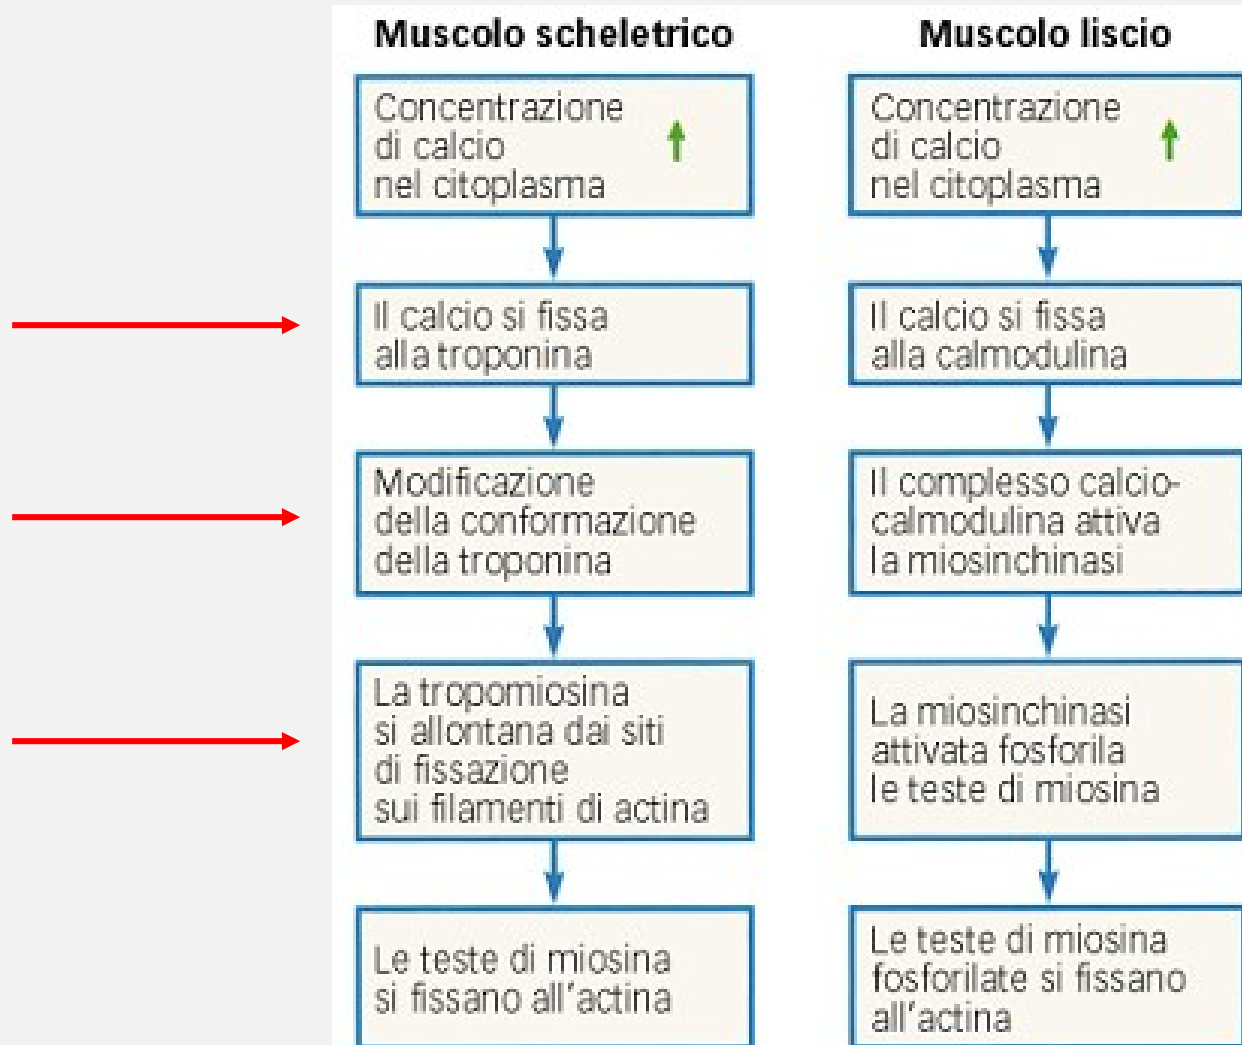 Muscolo scheletrico
Concentrazione
di calcio
nel citoplasma
Il calcio si fissa
alla troponina
Modificazione
della conformazione
della troponina
La tropomiosina
si allontana dai siti
di fissazione
sui filamenti di actina
Le teste di miosina
si fissano all'actina
Muscolo liscio
Concentrazione
di calcio
nel citoplasma
Il calcio si fissa
alla calmodulina
Il complesso calcio-
calmodulina attiva
la miosinchinasi
La miosinchinasi
attivata fosforila
le teste di miosina
Le teste di miosina
fosforilate si fissano
all'actina